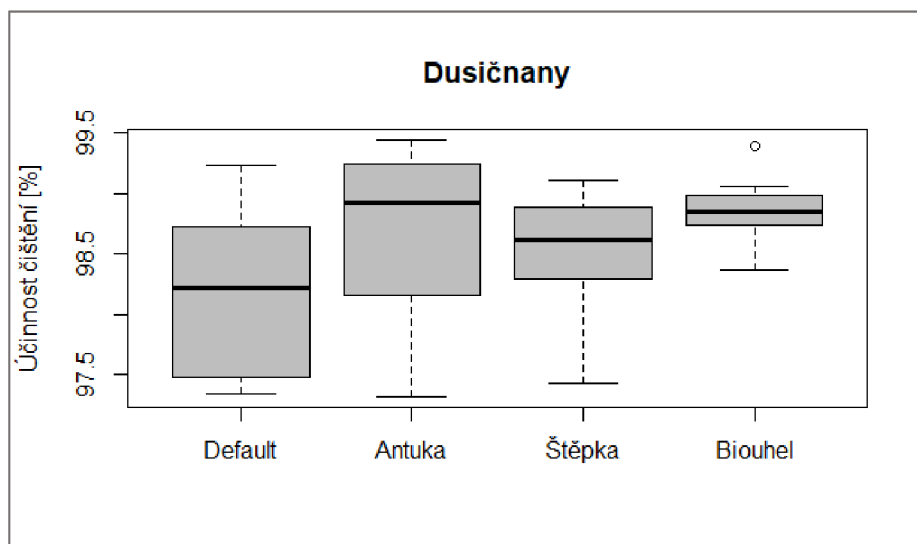 Dusičnany
Účinnost čištění [%]
99.5
98.5
97.5
Default Antuka Štěpka Biouhel